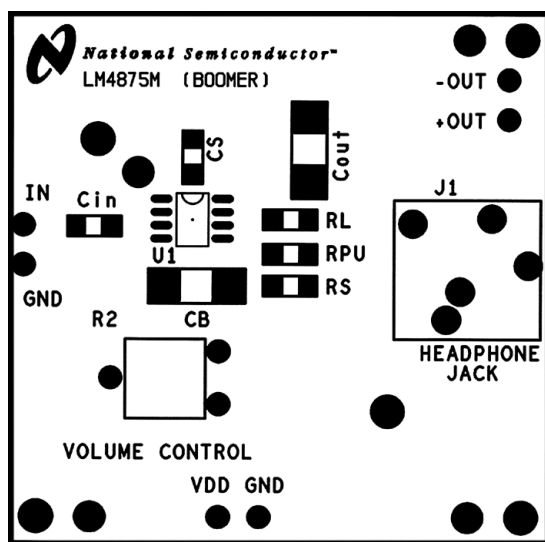 National Semiconductor™
LM4875M (BOOMER)
-OUT
+OUT
CS
Cout
J1
IN
Cin
RL
U1
RPU
GND
RS
R2
CB
HEADPHONE
JACK
VOLUME CONTROL
VDD GND